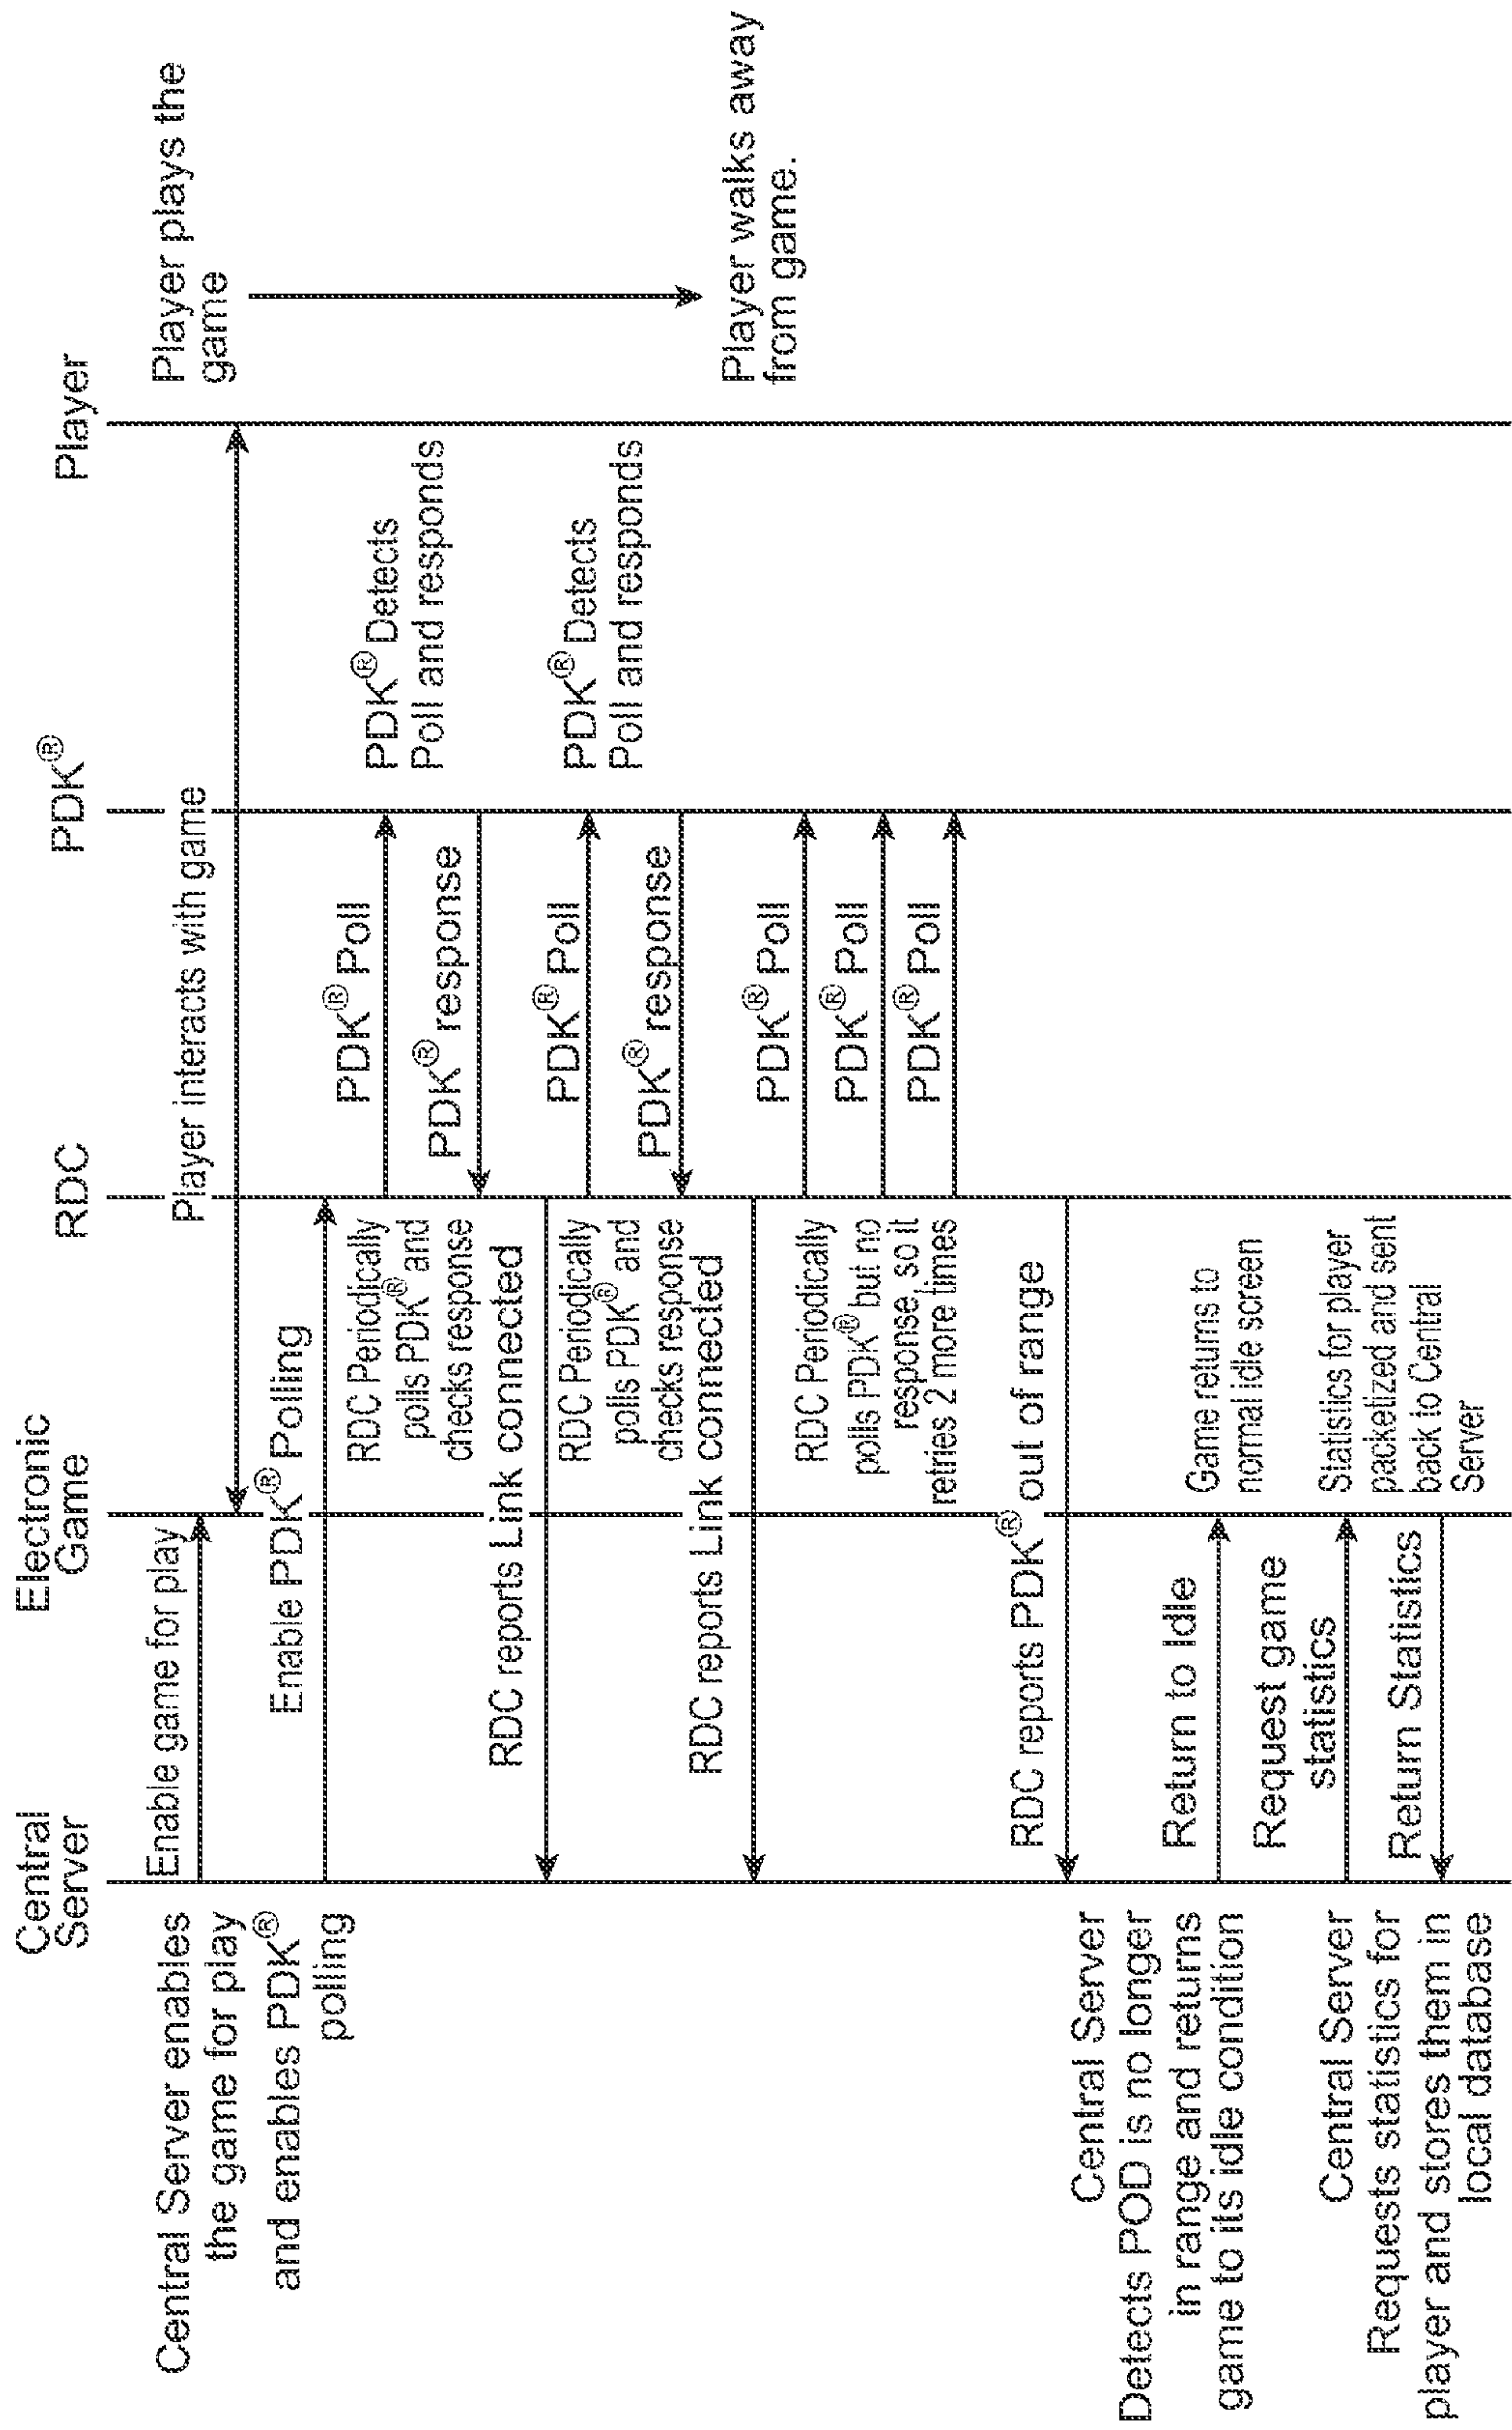 Central
Server
Electronic
Game
RDC
PDK®
Player
Central Server enables
the game for play
and enables PDK®
polling
Enable game for play
Player interacts with game
Player plays the
game
Enable PDK® Polling
RDC Periodically
polls PDK® and
checks response
PDK® Poll
PDK® Detects
Poll and responds
PDK® response
RDC reports Link connected
RDC Periodically
polls PDK® and
checks response
PDK® Poll
PDK® Detects
Poll and responds
PDK® response
RDC reports Link connected
Player walks away
from game.
RDC Periodically
polls PDK® but no
response, so it
retries 2 more times
PDK® Poll
PDK® Poll
PDK® Poll
RDC reports PDK® out of range
Central Server
Detects POD is no longer
in range and returns
game to its idle condition
Return to Idle
Game returns to
normal idle screen
Central Server
Requests statistics for
player and stores them in
local database
Request game
statistics
Statistics for player
packetized and sent
back to Central
Server
Return Statistics